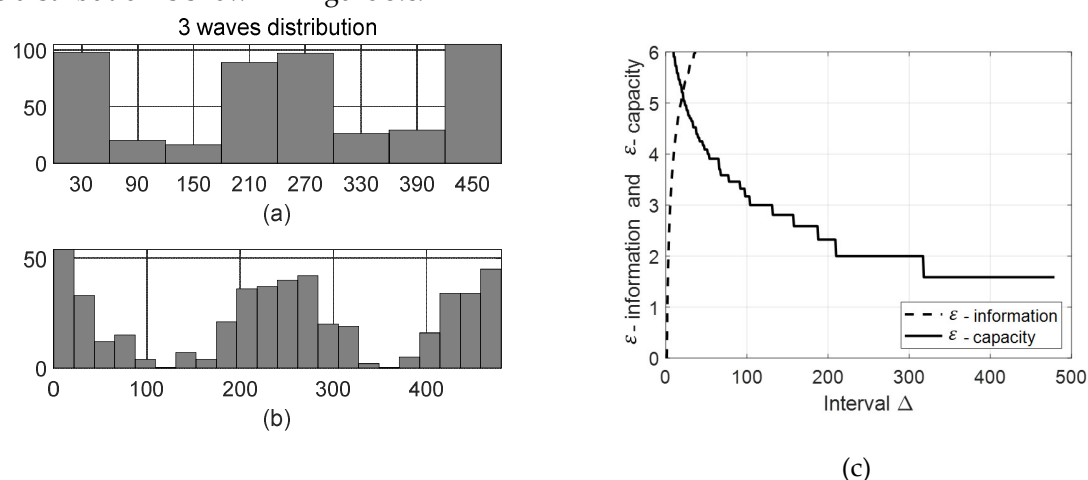 3 waves distribution
100
50
0
30 90 150 210 270 330 390 450
(a)
50
0
0 100 200 300 400
(b)
ε - information and ε - capacity
6
5
4
3
2
1
0
ε - information
ε - capacity
0 100 200 300 400 500
Interval Δ
(c)